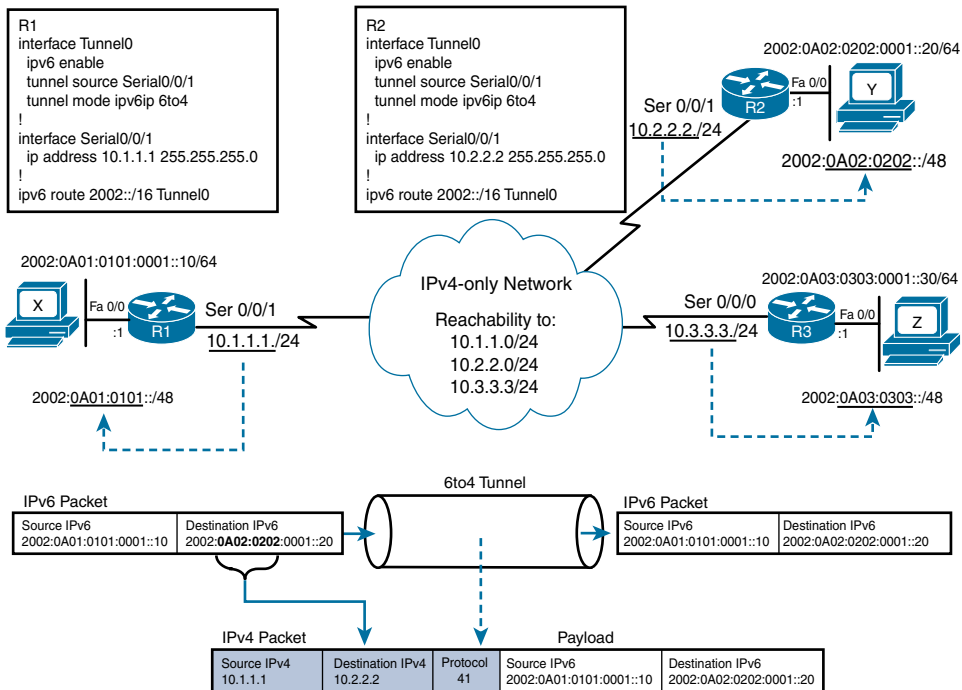 R1
interface Tunnel0
ipv6 enable
tunnel source Serial0/0/1
tunnel mode ipv6ip 6to4
!
interface Serial0/0/1
ip address 10.1.1.1 255.255.255.0
!
ipv6 route 2002::/16 Tunnel0
R2
interface Tunnel0
ipv6 enable
tunnel source Serial0/0/1
tunnel mode ipv6ip 6to4
!
interface Serial0/0/1
ip address 10.2.2.2 255.255.255.0
!
ipv6 route 2002::/16 Tunnel0
2002:0A02:0202:0001::20/64
Ser 0/0/1
10.2.2.2./24
R2
Fa 0/0
:1
Y
2002:0A02:0202::/48
2002:0A01:0101:0001::10/64
X
Fa 0/0
:1
R1
Ser 0/0/1
10.1.1.1./24
2002:0A01:0101::/48
IPv4-only Network
Reachability to:
10.1.1.0/24
10.2.2.0/24
10.3.3.3/24
2002:0A03:0303:0001::30/64
Ser 0/0/0
10.3.3.3./24
R3
Fa 0/0
:1
Z
2002:0A03:0303::/48
6to4 Tunnel
IPv6 Packet
Source IPv6
2002:0A01:0101:0001::10
Destination IPv6
2002:0A02:0202:0001::20
IPv6 Packet
Source IPv6
2002:0A01:0101:0001::10
Destination IPv6
2002:0A02:0202:0001::20
IPv4 Packet
Payload
Source IPv4
10.1.1.1
Destination IPv4
10.2.2.2
Protocol
41
Source IPv6
2002:0A01:0101:0001::10
Destination IPv6
2002:0A02:0202:0001::20